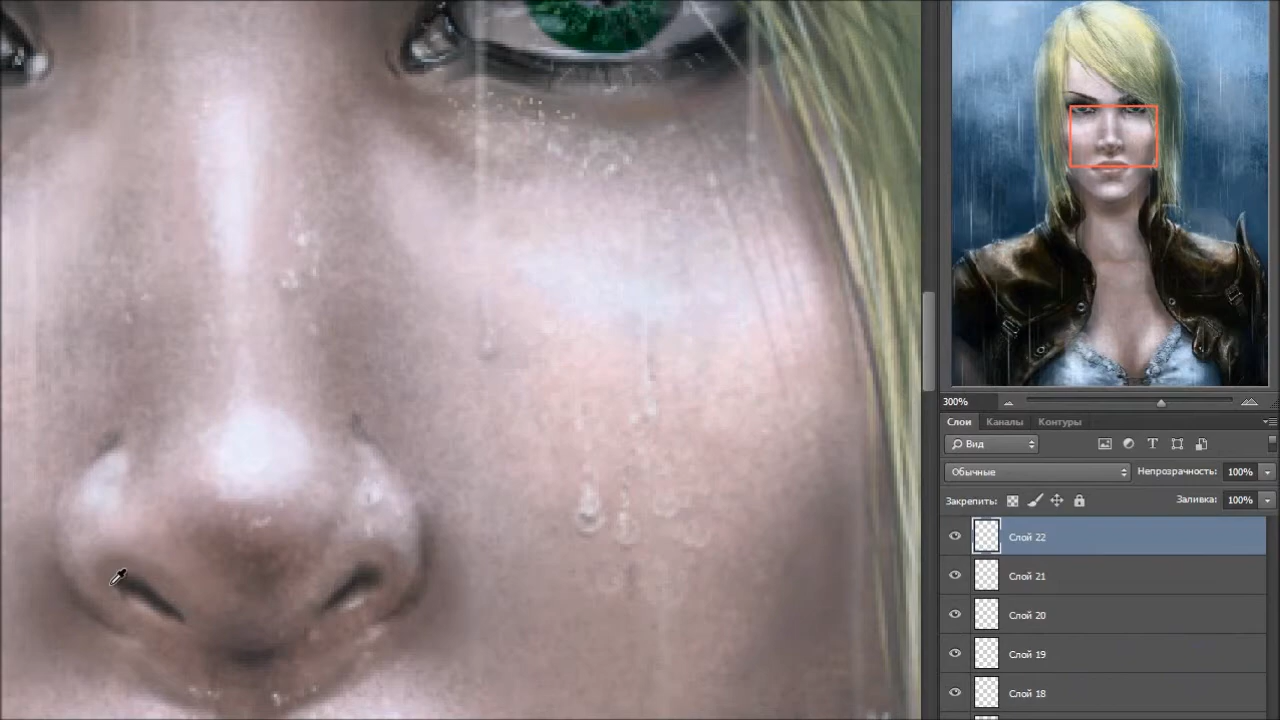 300%
Слои Каналы Контуры
Вид
Обычные Непрозрачность: 100%
Закрепить: Заливка: 100%
Слой 22
Слой 21
Слой 20
Слой 19
Слой 18